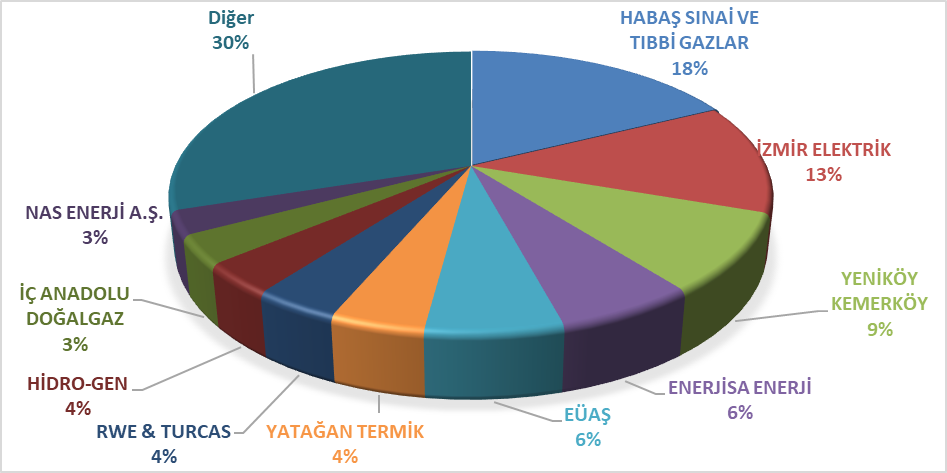 Diğer
30%
HABAŞ SINAİ VE
TIBBİ GAZLAR
18%
İZMİR ELEKTRİK
13%
YENİKÖY
KEMERKÖY
9%
ENERJİSA ENERJİ
6%
EÜAŞ
6%
YATAĞAN TERMİK
4%
RWE & TURCAS
4%
HİDRO-GEN
4%
İÇ ANADOLU
DOĞALGAZ
3%
NAS ENERJİ A.Ş.
3%